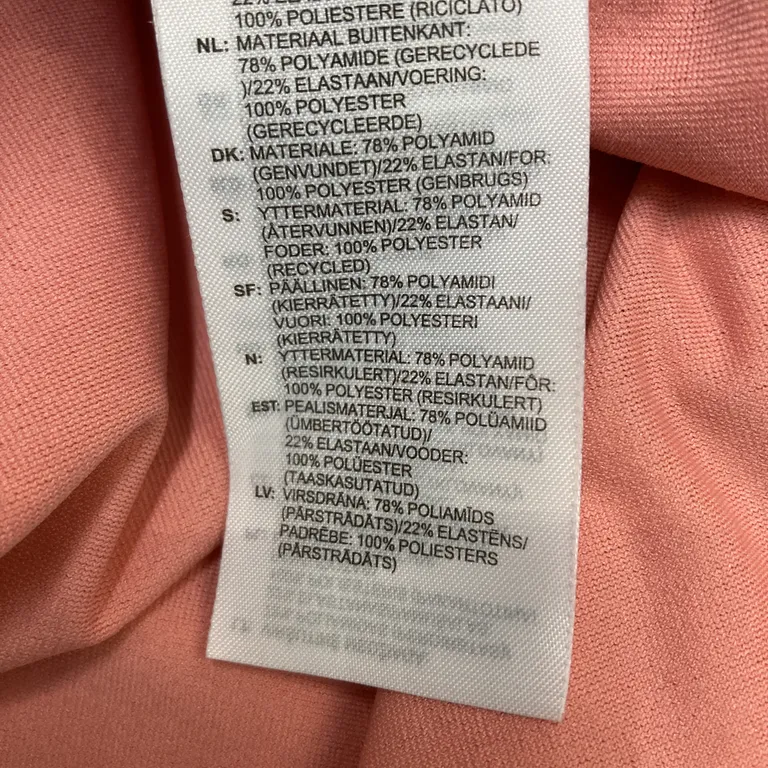 22% ELA
100% POLIESTERE (RICICLATO)
NL: MATERIAAL BUITENKANT:
78% POLYAMIDE (GERECYCLEDE
)/22% ELASTAAN/VOERING:
100% POLYESTER
(GERECYCLEERDE)
DK: MATERIALE: 78% POLYAMID
(GENVUNDET)/22% ELASTAN/FOR:
100% POLYESTER (GENBRUGS)
S: YTTERMATERIAL: 78% POLYAMID
(ÅTERVUNNEN)/22% ELASTAN/
FODER: 100% POLYESTER
(RECYCLED)
SF: PÄÄLLINEN: 78% POLYAMIDI
(KIERRÄTETTY)/22% ELASTAANI/
VUORI: 100% POLYESTERI
(KIERRÄTETTY)
N: YTTERMATERIAL: 78% POLYAMID
(RESIRKULERT)/22% ELASTAN/FÔR:
100% POLYESTER (RESIRKULERT)
EST: PEALISMATERJAL: 78% POLÜAMIID
(ÜMBERTÖÖTATUD)/
22% ELASTAAN/VOODER:
100% POLÜESTER
(TAASKASUTATUD)
LV: VIRSDRĀNA: 78% POLIAMĪDS
(PĀRSTRĀDĀTS)/22% ELASTĒNS/
PADRĒBE: 100% POLIESTERS
(PĀRSTRĀDĀTS)